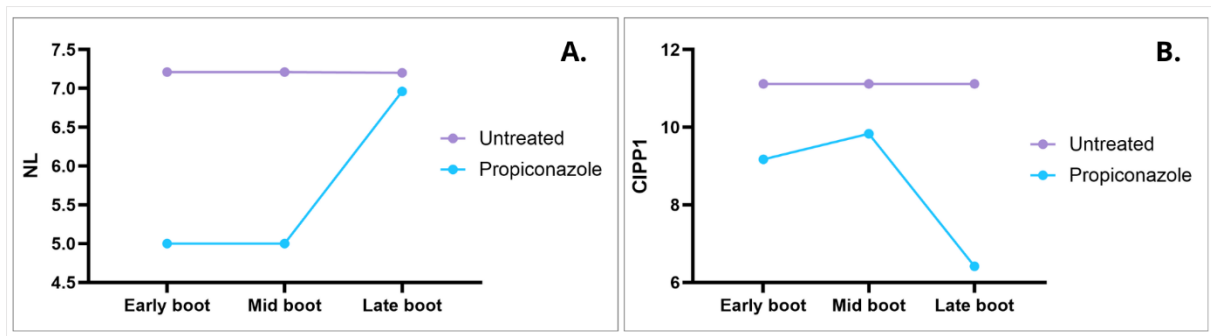 A.
NL
7.5
7.0
6.5
6.0
5.5
5.0
4.5
Early boot Mid boot Late boot
Untreated
Propiconazole
B.
CIPP1
12
10
8
6
Early boot Mid boot Late boot
Untreated
Propiconazole